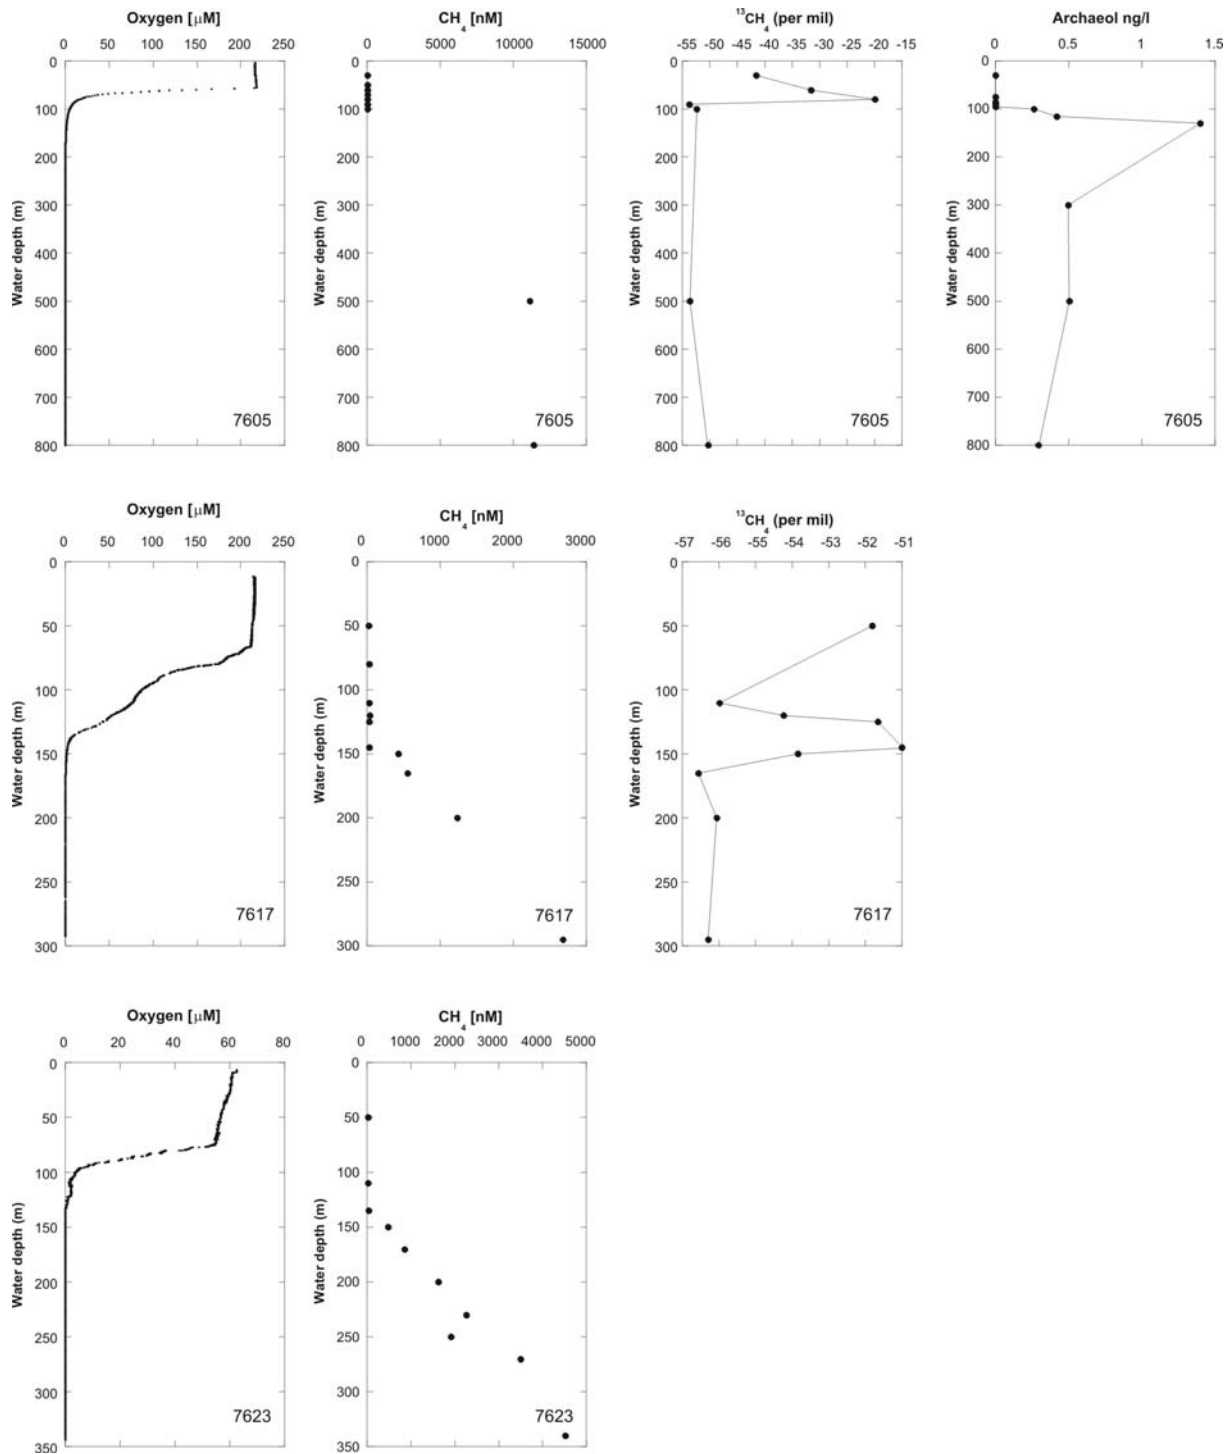 Oxygen [µM] CH4 [nM] ¹³CH4 (per mil) Archaeol ng/l
0 50 100 150 200 250 0 5000 10000 15000 -55 -50 -45 -40 -35 -30 -25 -20 -15 0 0.5 1 1.5
Water depth (m) Water depth (m) Water depth (m) Water depth (m)
0 0 0 0
100 100 100 100
200 200 200 200
300 300 300 300
400 400 400 400
500 500 500 500
600 600 600 600
700 700 700 700
7605 7605 7605 7605
800 800 800 800
Oxygen [µM] CH4 [nM] ¹³CH4 (per mil)
0 50 100 150 200 250 0 1000 2000 3000 -57 -56 -55 -54 -53 -52 -51
Water depth (m) Water depth (m) Water depth (m)
0 0 0
50 50 50
100 100 100
150 150 150
200 200 200
250 250 250
7617 7617 7617
300 300 300
Oxygen [µM] CH4 [nM]
0 20 40 60 80 0 1000 2000 3000 4000 5000
Water depth (m) Water depth (m)
0 0
50 50
100 100
150 150
200 200
250 250
300 300
7623 7623
350 350